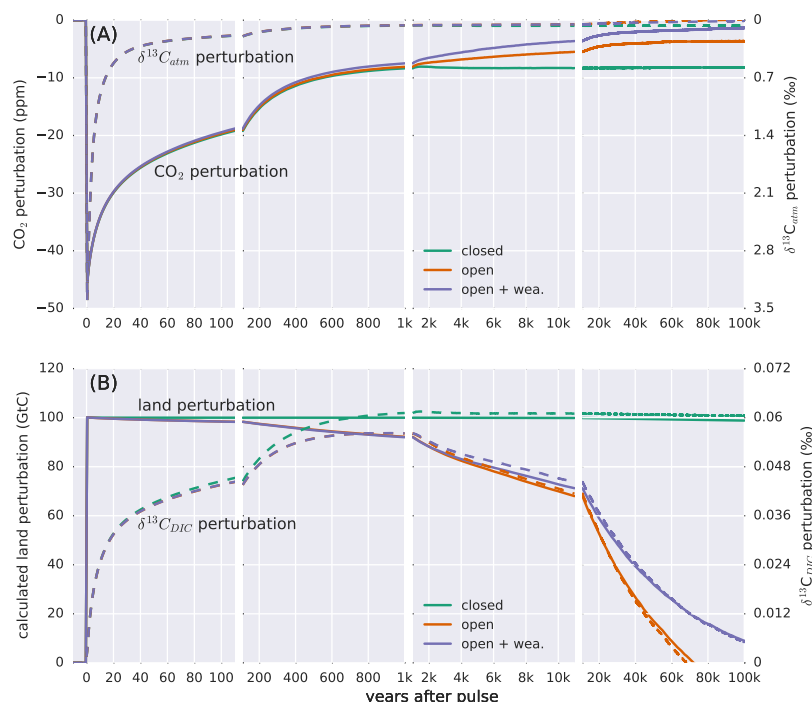 (A)
0
−10
−20
−30
−40
−50
CO2 perturbation (ppm)
δ13Catm perturbation
CO2 perturbation
closed
open
open + wea.
0
0.7
1.4
2.1
2.8
3.5
δ13Catm perturbation (‰)
0 20 40 60 80 100 200 400 600 800 1k 2k 4k 6k 8k 10k 20k 40k 60k 80k 100k
(B)
120
100
80
60
40
20
0
calculated land perturbation (GtC)
land perturbation
δ13CDIC perturbation
closed
open
open + wea.
0.072
0.06
0.048
0.036
0.024
0.012
0
δ13CDIC perturbation (‰)
0 20 40 60 80 100 200 400 600 800 1k 2k 4k 6k 8k 10k 20k 40k 60k 80k 100k
years after pulse